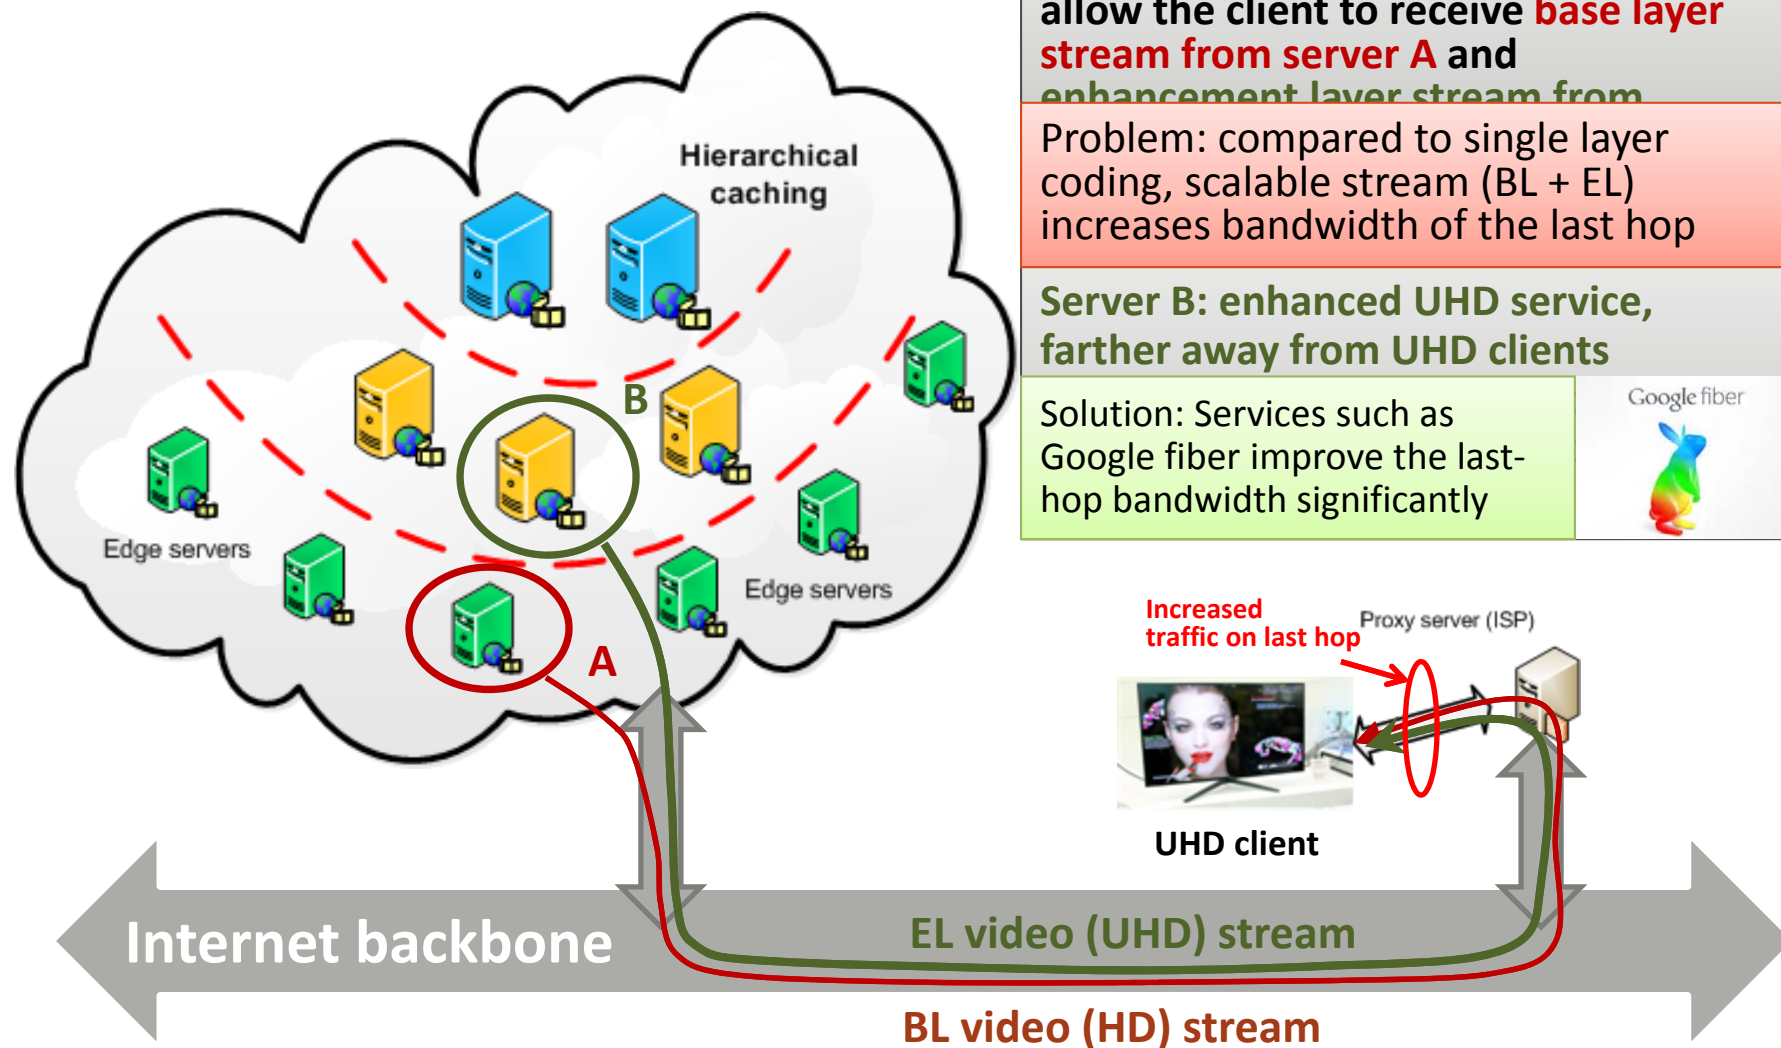 allow the client to receive base layer
stream from server A and
enhancement layer stream from
Problem: compared to single layer
coding, scalable stream (BL + EL)
increases bandwidth of the last hop
Server B: enhanced UHD service,
farther away from UHD clients
Solution: Services such as
Google fiber improve the last-
hop bandwidth significantly
Google fiber
Hierarchical
caching
B
Edge servers
Edge servers
A
Increased
traffic on last hop
Proxy server (ISP)
UHD client
Internet backbone
EL video (UHD) stream
BL video (HD) stream